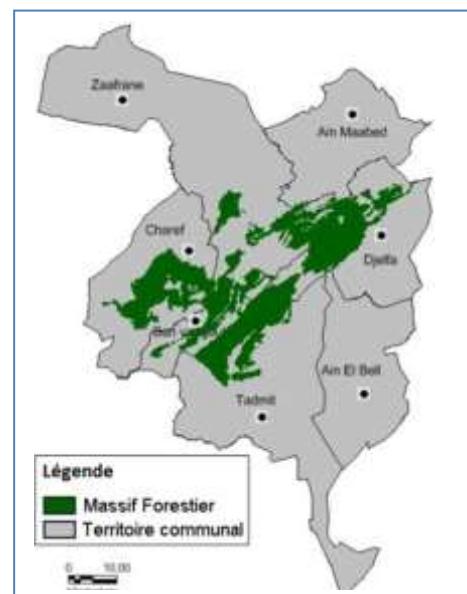 Zaafrane
Ain Maabed
Charef
Djelfa
Ain El Bell
Tadmit
Légende
Massif Forestier
Territoire communal
0
10,00